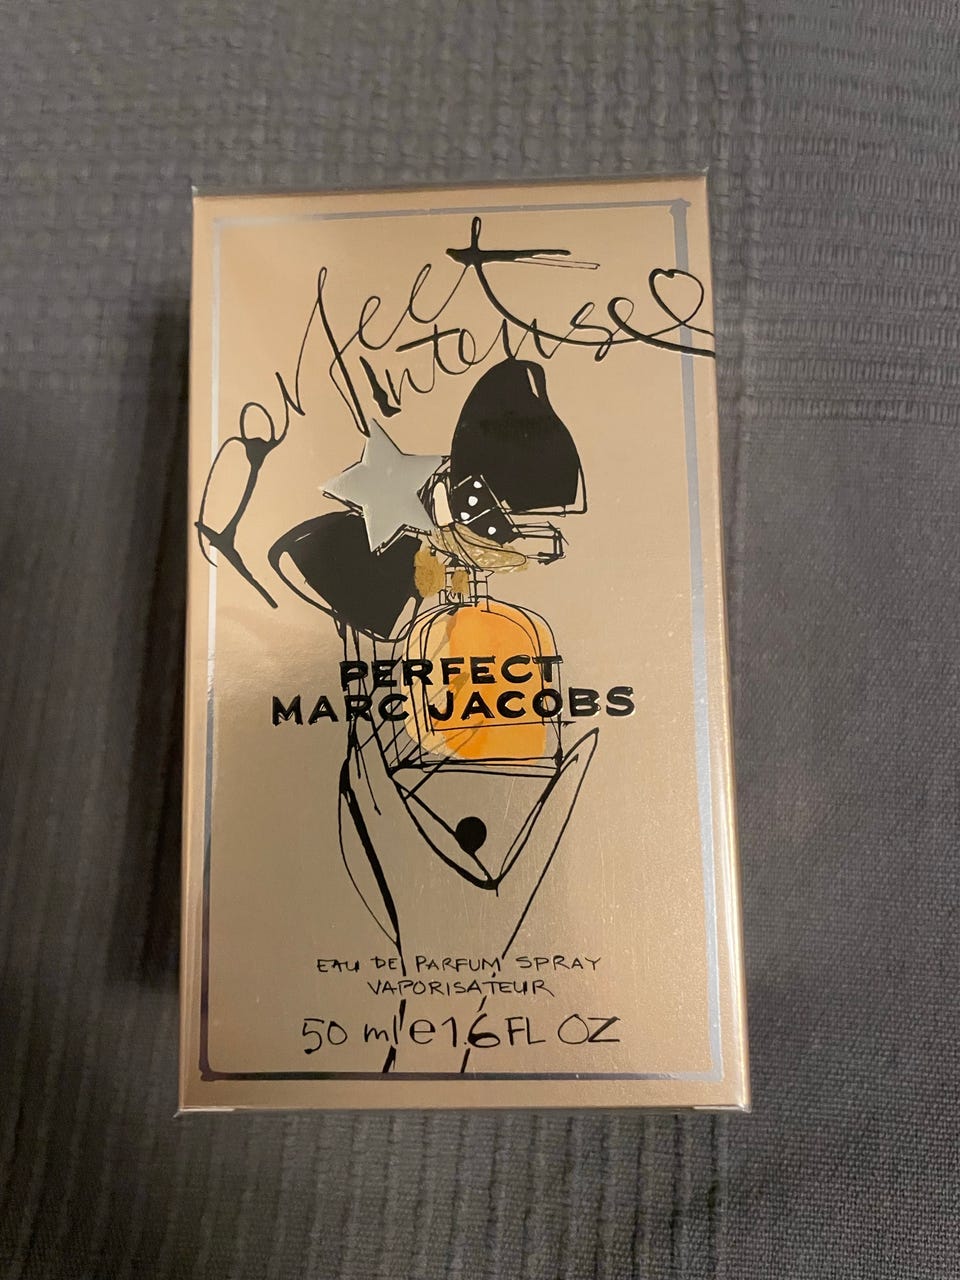 Perfect
Intense
PERFECT
MARC JACOBS
EAU DE PARFUM SPRAY
VAPORISATEUR
50 ml e 1.6 FL OZ